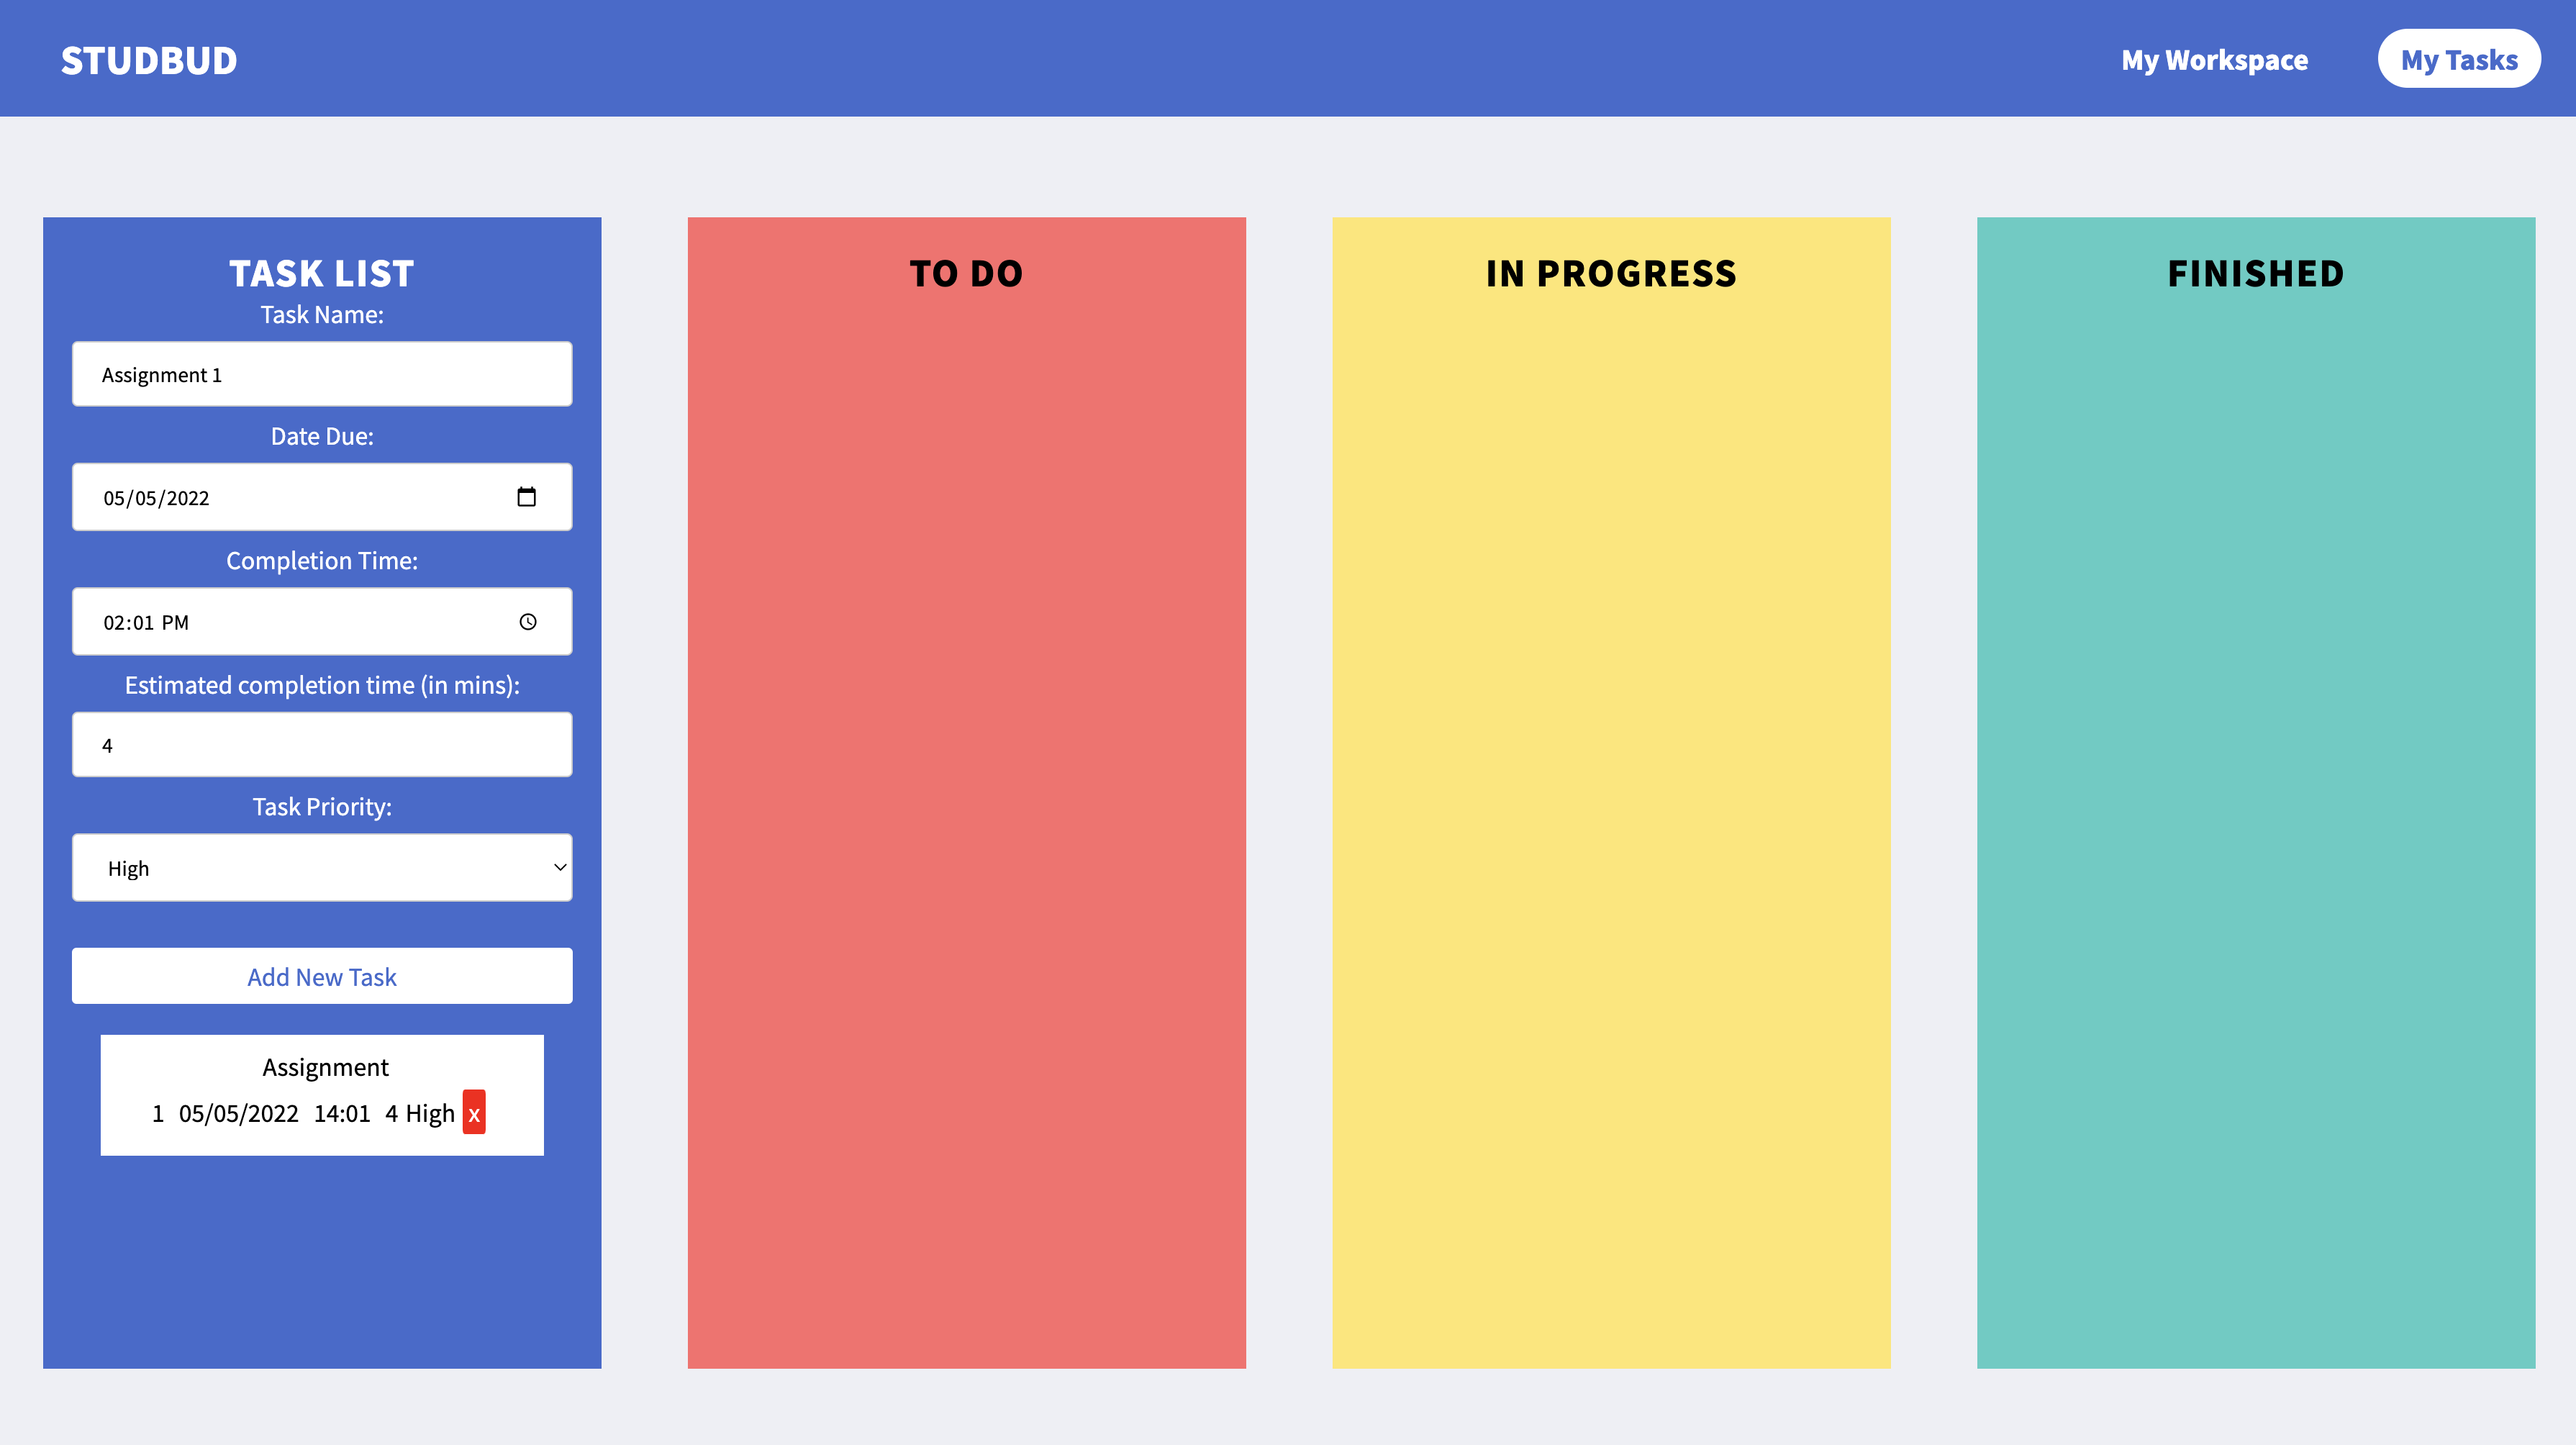 STUDBUD
My Workspace
My Tasks
TASK LIST
Task Name:
Assignment 1
Date Due:
05/05/2022
Completion Time:
02:01 PM
Estimated completion time (in mins):
4
Task Priority:
High
Add New Task
Assignment
1 05/05/2022 14:01 4 High x
TO DO
IN PROGRESS
FINISHED